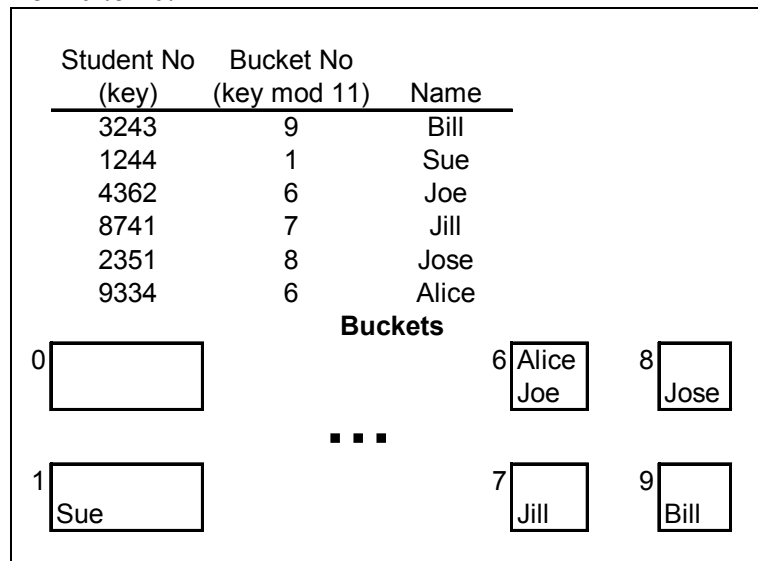 Student No Bucket No
(key) (key mod 11) Name
3243 9 Bill
1244 1 Sue
4362 6 Joe
8741 7 Jill
2351 8 Jose
9334 6 Alice
Buckets
0 6 Alice 8
Joe Jose
...
1 7 9
Sue Jill Bill